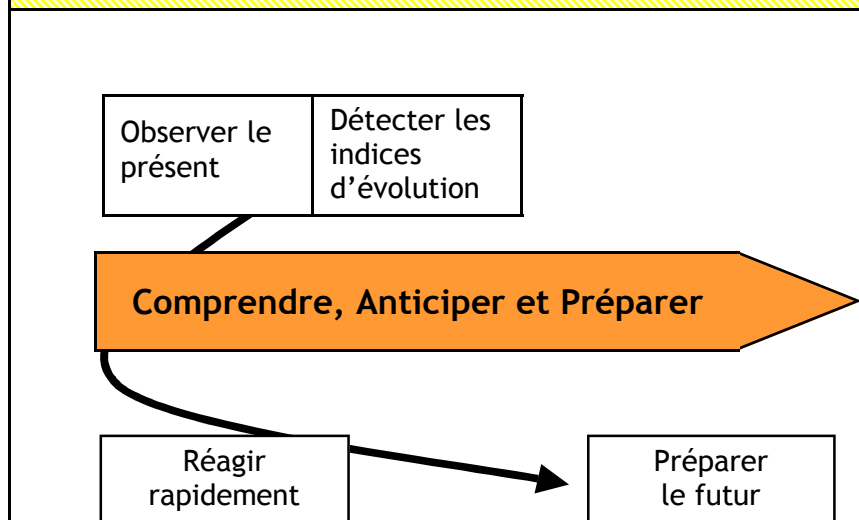 Observer le
présent
Détecter les
indices
d’évolution
Comprendre, Anticiper et Préparer
Réagir
rapidement
Préparer
le futur